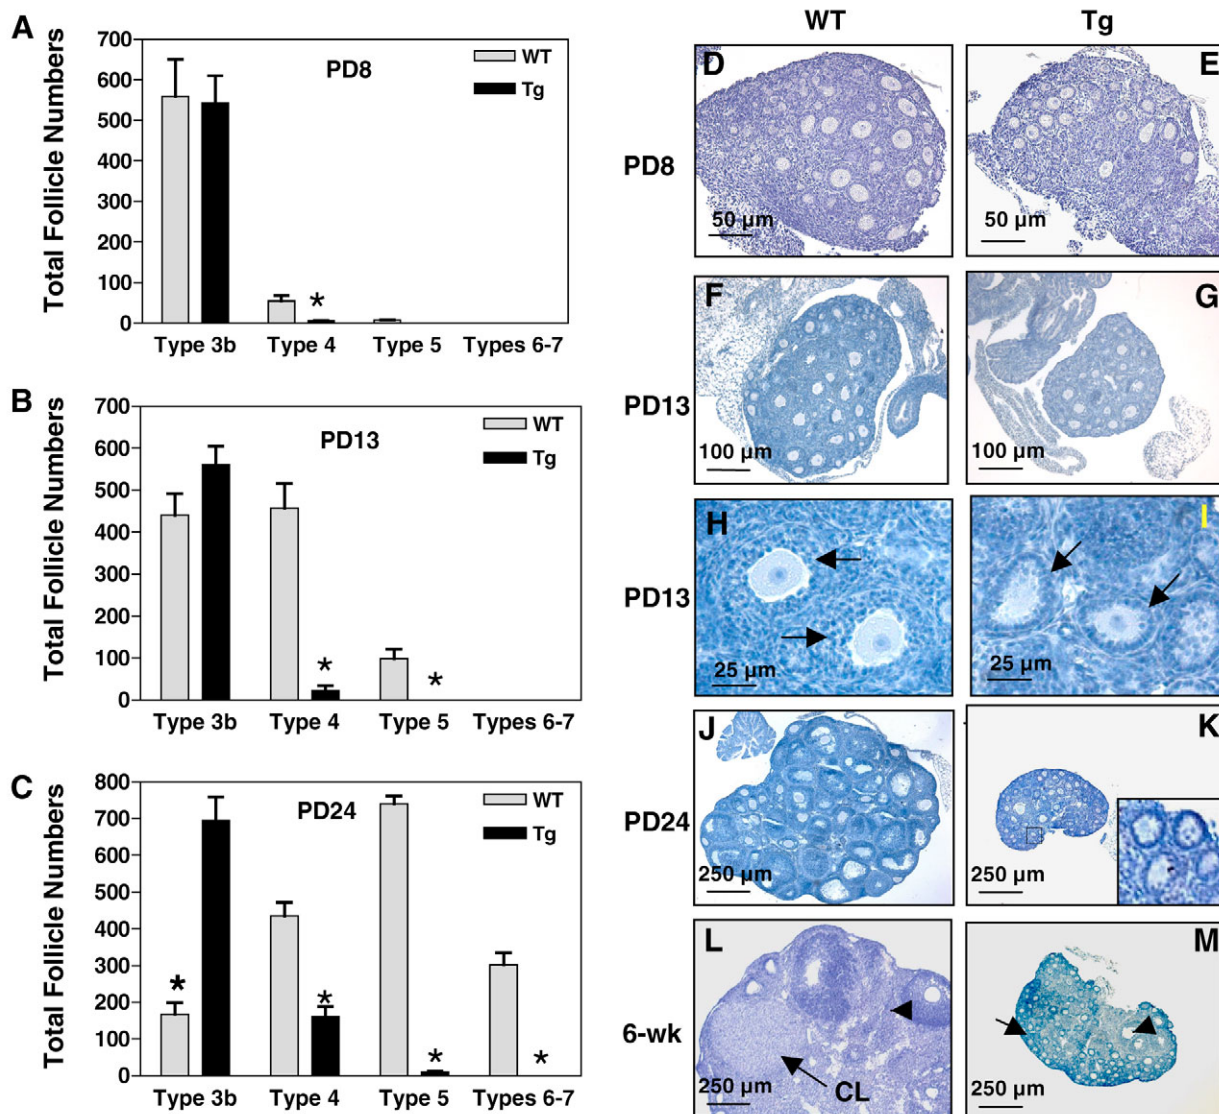 A
Total Follicle Numbers
700
600
500
400
300
200
100
0
PD8
WT
Tg
*
Type 3b Type 4 Type 5 Types 6-7
B
Total Follicle Numbers
700
600
500
400
300
200
100
0
PD13
WT
Tg
*
*
Type 3b Type 4 Type 5 Types 6-7
C
Total Follicle Numbers
800
700
600
500
400
300
200
100
0
PD24
WT
Tg
*
*
*
*
Type 3b Type 4 Type 5 Types 6-7
WT Tg
PD8
D
50 µm
E
50 µm
PD13
F
100 µm
G
100 µm
PD13
H
25 µm
I
25 µm
PD24
J
250 µm
K
250 µm
6-wk
L
250 µm
CL
M
250 µm